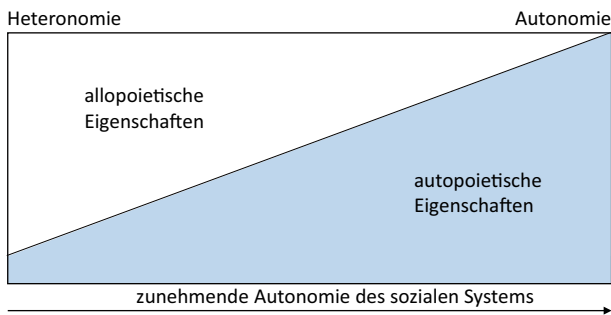 Heteronomie
Autonomie
allopoietische
Eigenschaften
autopoietische
Eigenschaften
zunehmende Autonomie des sozialen Systems